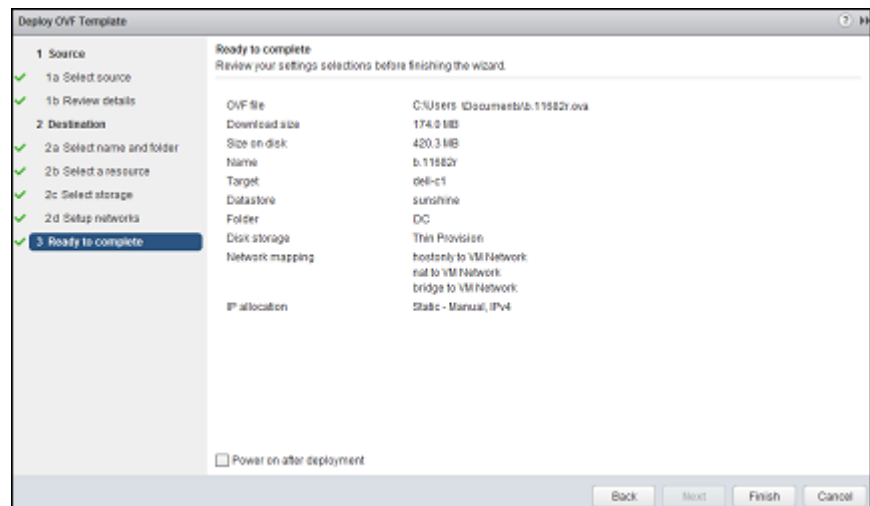 Deploy OVF Template
1 Source
1a Select source
1b Review details
2 Destination
2a Select name and folder
2b Select a resource
2c Select storage
2d Setup networks
3 Ready to complete
Ready to complete
Review your settings selections before finishing the wizard.
OVF file C:\Users \Documents\b.11682r.ova
Download size 174.0 MB
Size on disk 420.3 MB
Name b.11682r
Target dell-c1
Datastore sunshine
Folder DC
Disk storage Thin Provision
Network mapping hostonly to VM Network
nat to VM Network
bridge to VM Network
IP allocation Static - Manual, IPv4
Power on after deployment
Back Next Finish Cancel